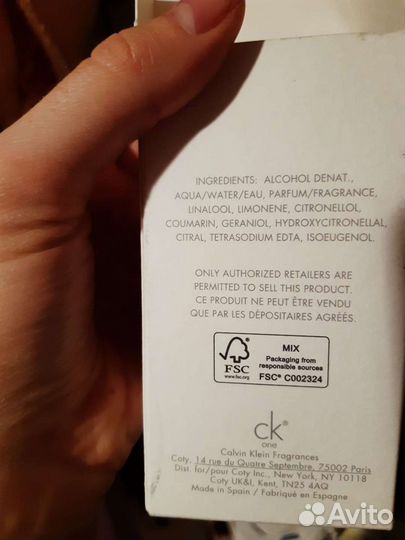 INGREDIENTS: ALCOHOL DENAT.,
AQUA/WATER/EAU, PARFUM/FRAGRANCE,
LINALOOL, LIMONENE, CITRONELLOL,
COUMARIN, GERANIOL, HYDROXYCITRONELLAL,
CITRAL, TETRASODIUM EDTA, ISOEUGENOL.
ONLY AUTHORIZED RETAILERS ARE
PERMITTED TO SELL THIS PRODUCT.
CE PRODUIT NE PEUT ÊTRE VENDU
QUE PAR LES DÉPOSITAIRES AGRÉÉS.
FSC
www.fsc.org
MIX
Packaging from
responsible sources
FSC® C002324
ck®
one
Calvin Klein Fragrances
Coty, 14 rue du Quatre Septembre, 75002 Paris
Dist. for/pour Coty Inc., New York, NY 10118
Coty UK&I, Kent, TN25 4AQ
Made in Spain / Fabriqué en Espagne
Avito